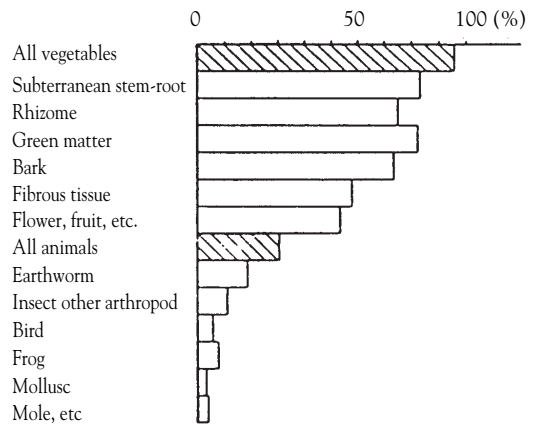 0 50 100 (%)
All vegetables
Subterranean stem-root
Rhizome
Green matter
Bark
Fibrous tissue
Flower, fruit, etc.
All animals
Earthworm
Insect other arthropod
Bird
Frog
Mollusc
Mole, etc